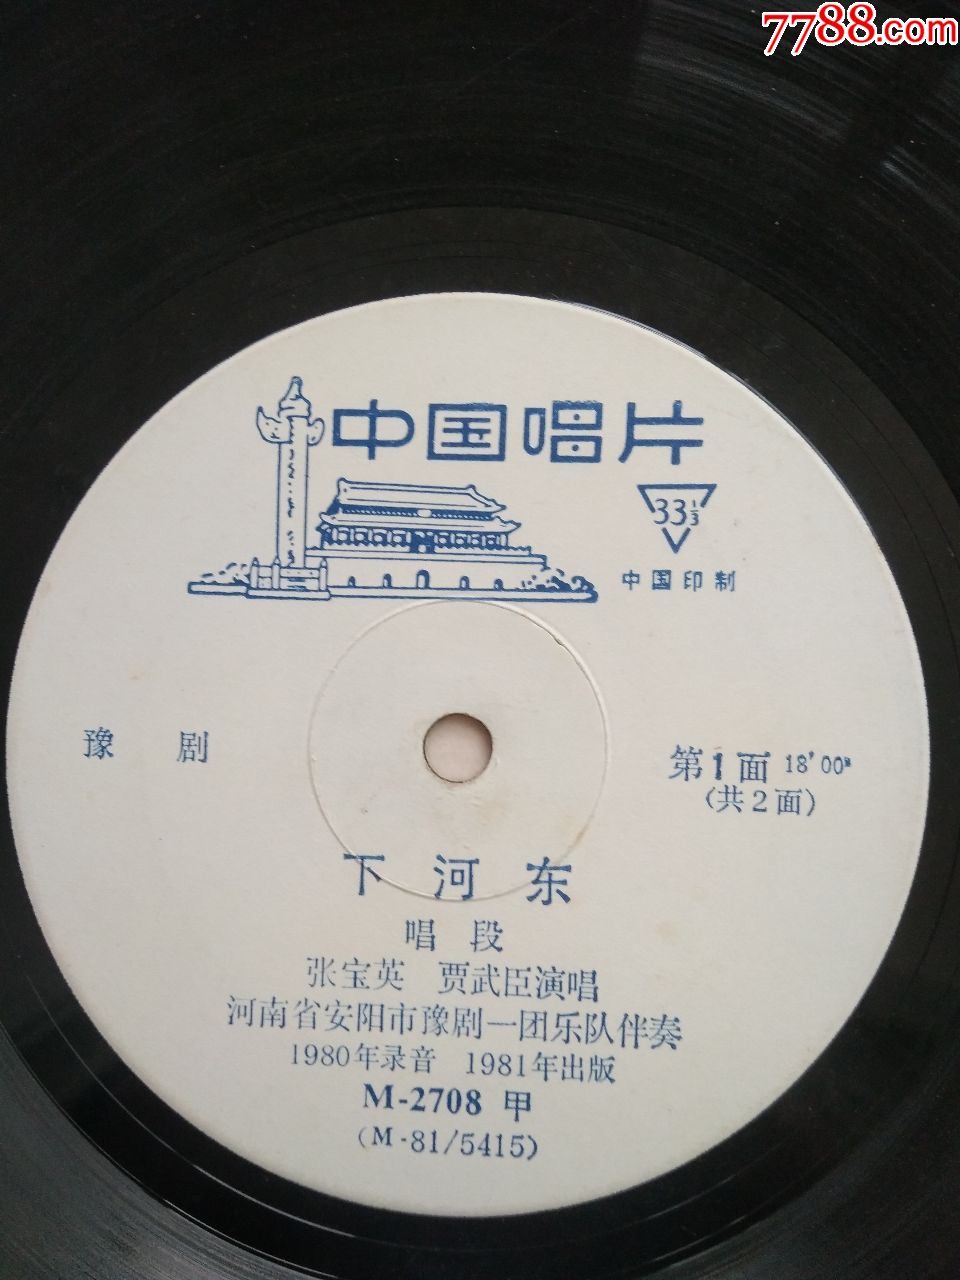 7788.com
中国唱片
33⅓
中国印制
豫剧
第1面 18′00″
(共2面)
下河东
唱段
张宝英 贾武臣演唱
河南省安阳市豫剧一团乐队伴奏
1980年录音 1981年出版
M-2708 甲
(M-81/5415)